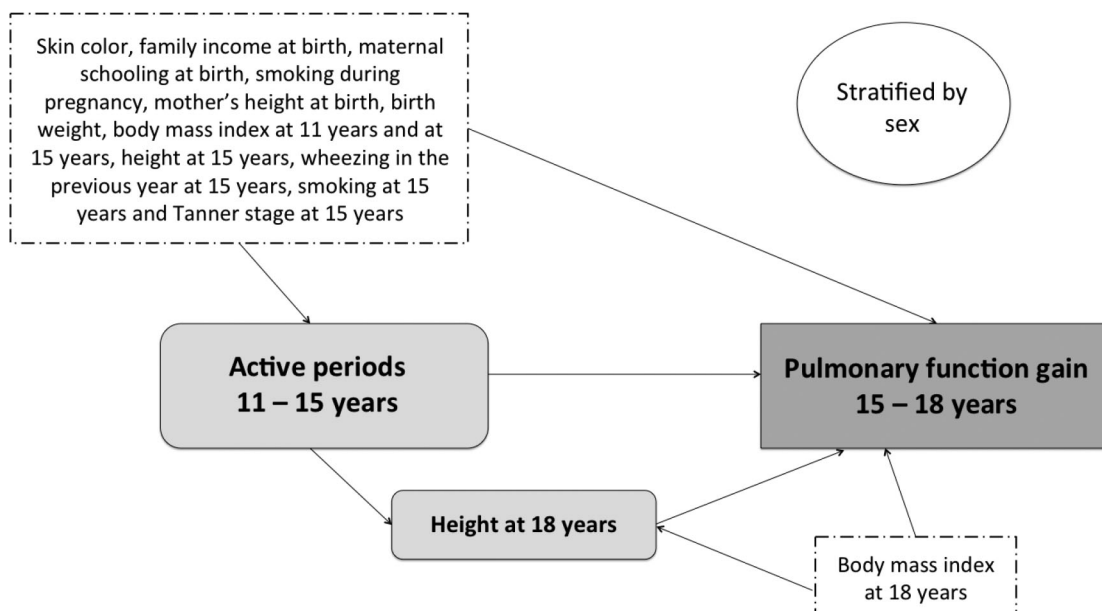 Skin color, family income at birth, maternal
schooling at birth, smoking during
pregnancy, mother's height at birth, birth
weight, body mass index at 11 years and at
15 years, height at 15 years, wheezing in the
previous year at 15 years, smoking at 15
years and Tanner stage at 15 years
Stratified by
sex
Active periods
11 – 15 years
Pulmonary function gain
15 – 18 years
Height at 18 years
Body mass index
at 18 years